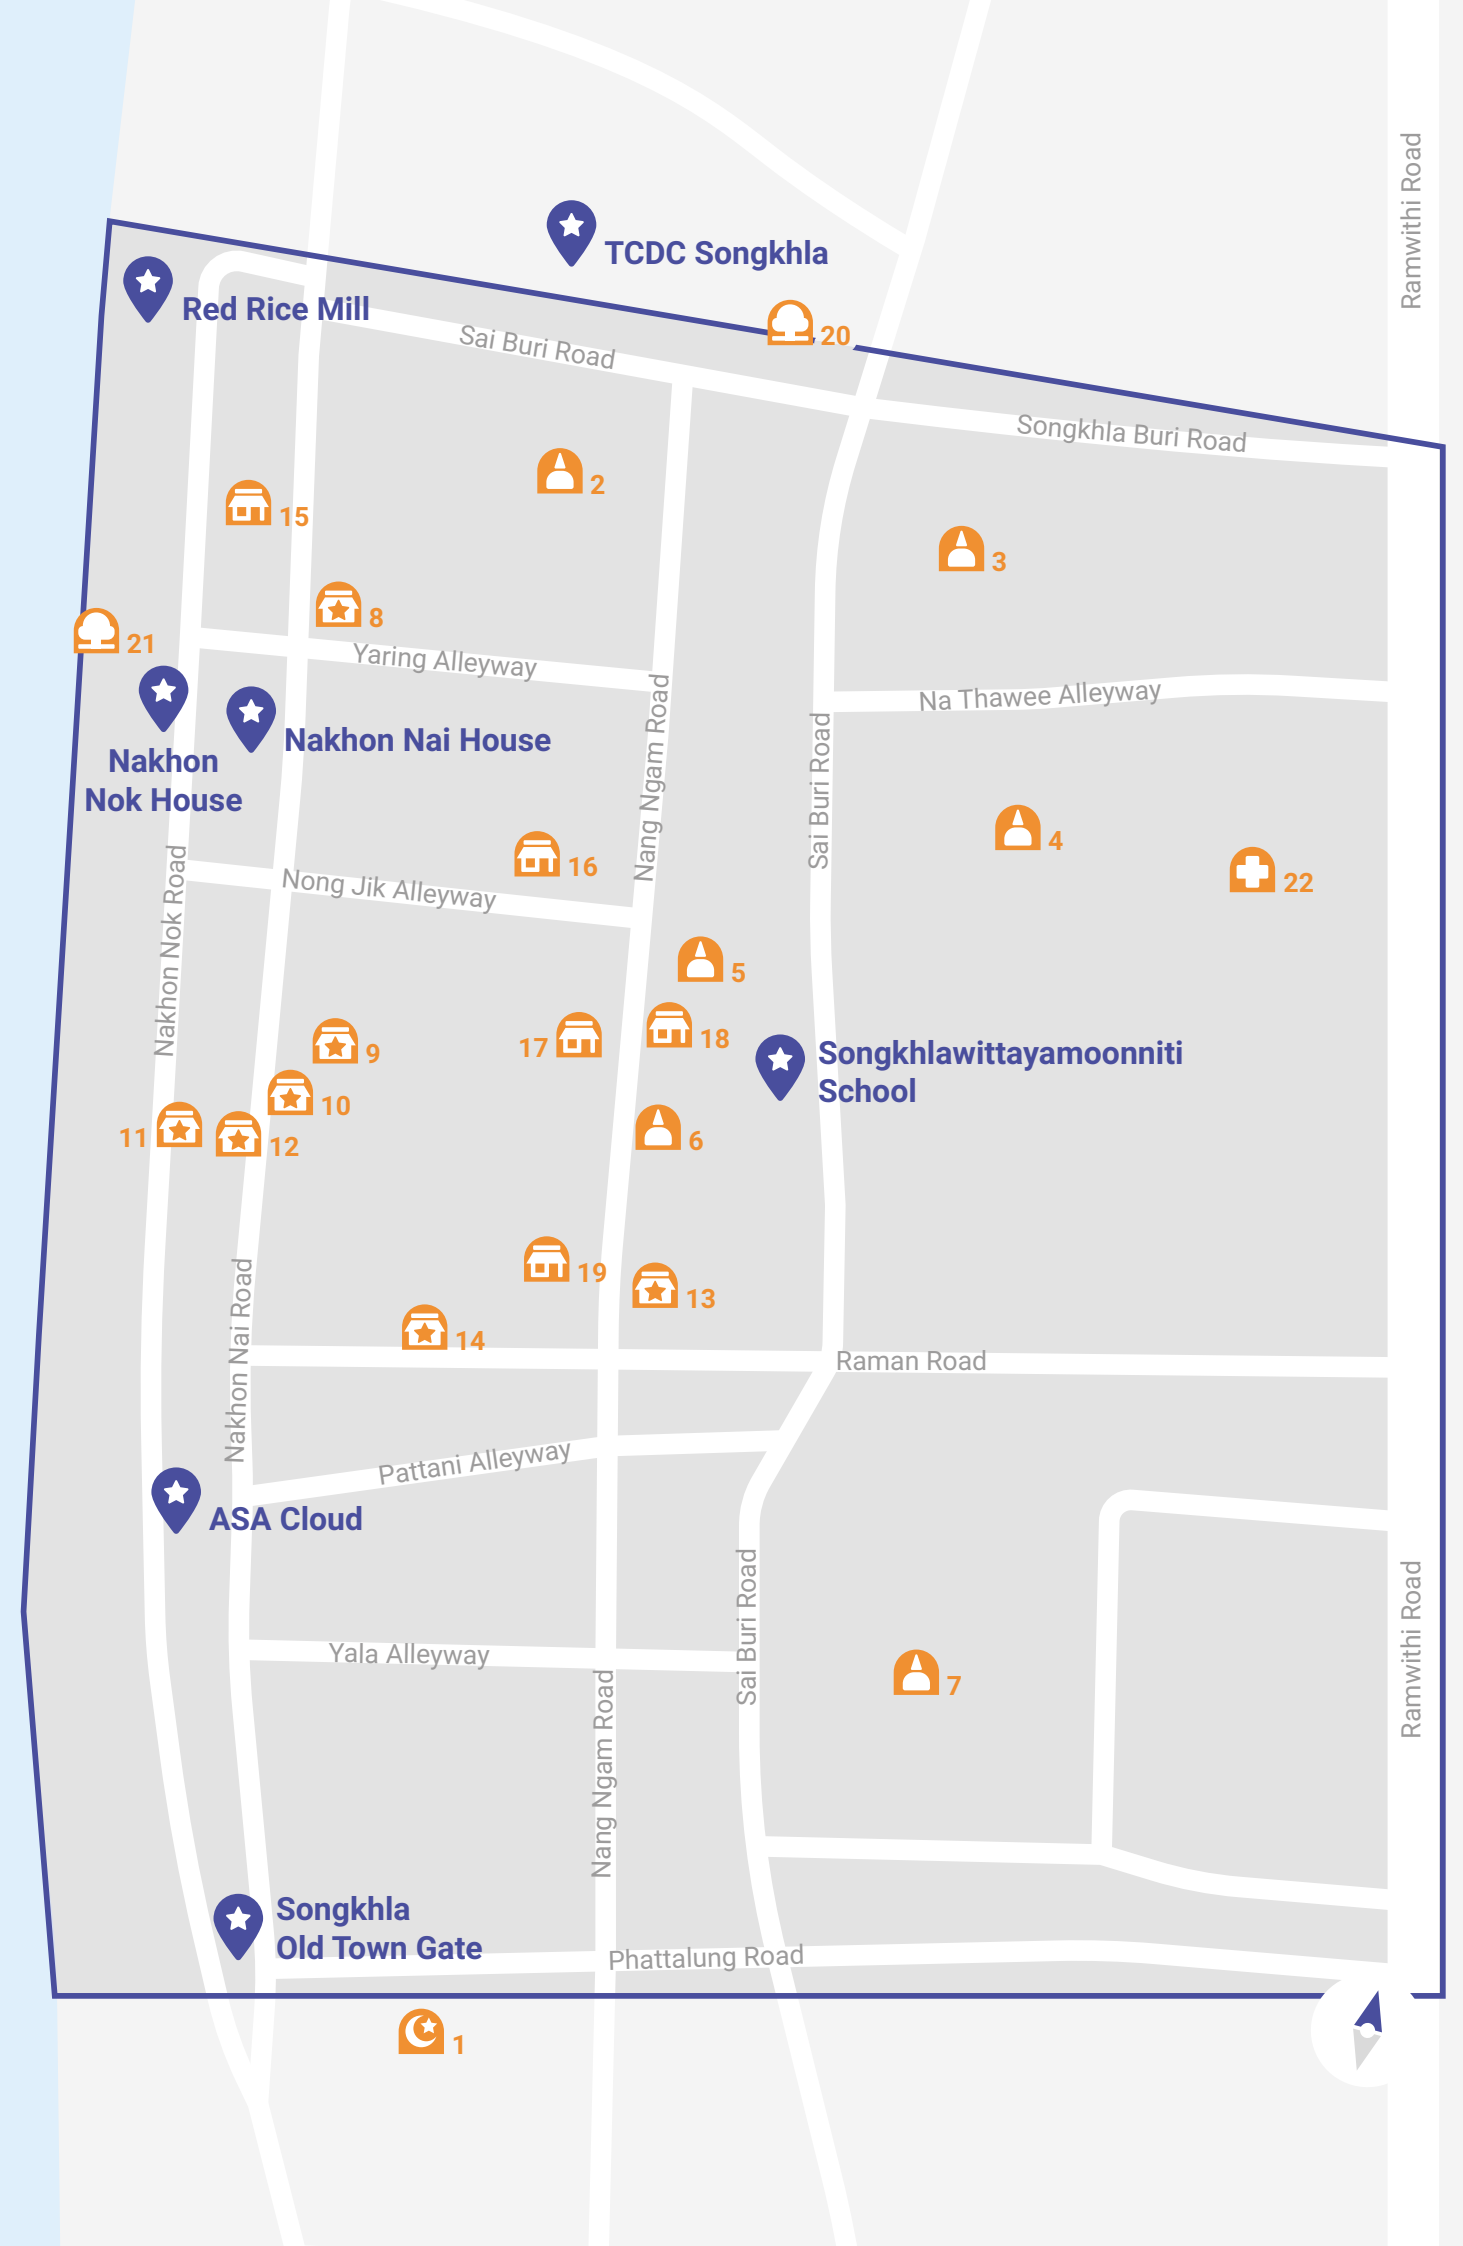 Ramwithi Road
TCDC Songkhla
Red Rice Mill
20
Sai Buri Road
Songkhla Buri Road
2
15
3
8
21
Yaring Alleyway
Na Thawee Alleyway
Nang Ngam Road
Sai Buri Road
Nakhon Nai House
Nakhon
Nok House
4
16
22
Nong Jik Alleyway
Nakhon Nok Road
5
17
18
9
Songkhlawittayamoonniti
School
10
11
12
6
19
13
14
Nakhon Nai Road
Raman Road
Pattani Alleyway
ASA Cloud
Sai Buri Road
Ramwithi Road
Yala Alleyway
7
Nang Ngam Road
Songkhla
Old Town Gate
Phattalung Road
1